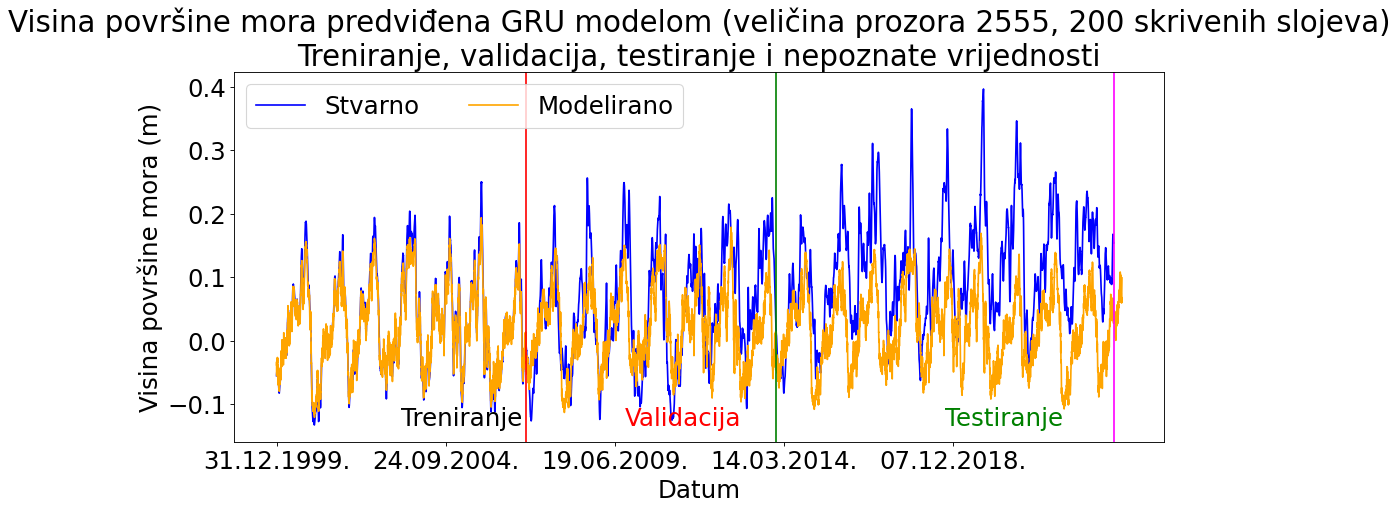 Visina površine mora predviđena GRU modelom (veličina prozora 2555, 200 skrivenih slojeva)
Treniranje, validacija, testiranje i nepoznate vrijednosti
Stvarno
Modelirano
Visina površine mora (m)
0.4
0.3
0.2
0.1
0.0
−0.1
Treniranje
Validacija
Testiranje
31.12.1999.
24.09.2004.
19.06.2009.
14.03.2014.
07.12.2018.
Datum